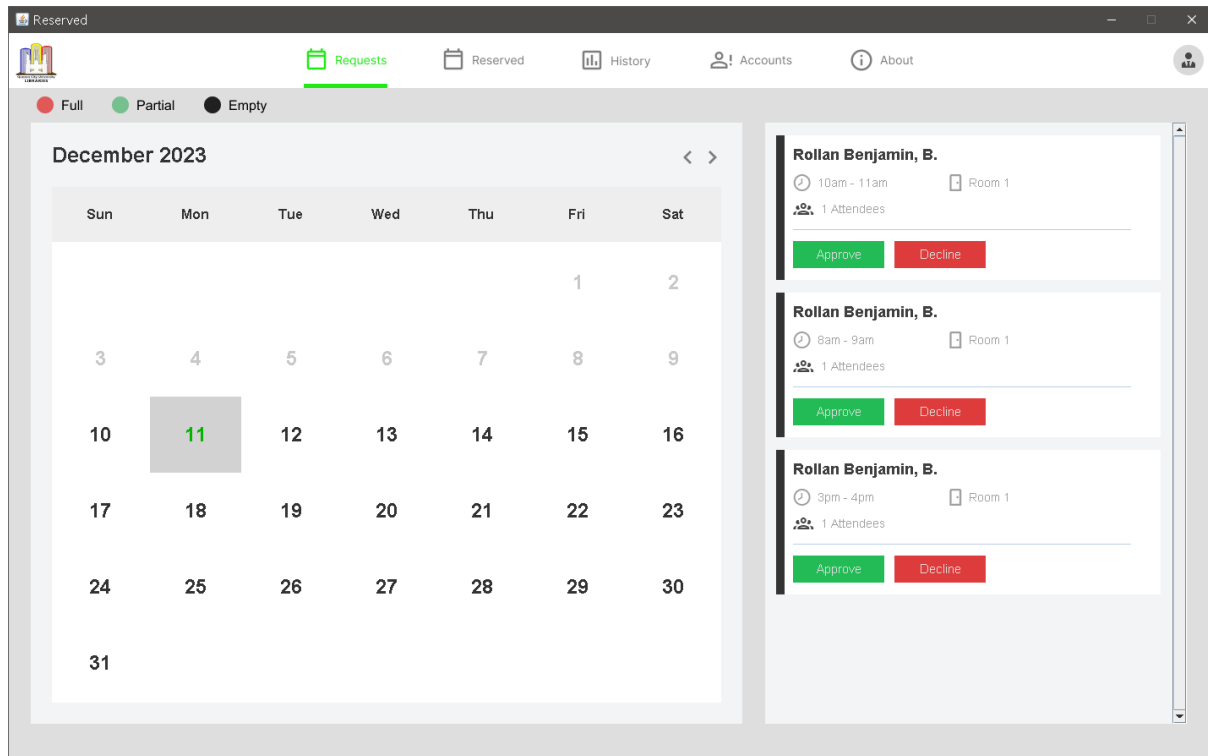 Reserved
Requests Reserved History Accounts About
LIBRARIES
Full Partial Empty
December 2023
Sun Mon Tue Wed Thu Fri Sat
1 2
3 4 5 6 7 8 9
10 11 12 13 14 15 16
17 18 19 20 21 22 23
24 25 26 27 28 29 30
31
Rollan Benjamin, B.
10am - 11am Room 1
1 Attendees
Approve Decline
Rollan Benjamin, B.
8am - 9am Room 1
1 Attendees
Approve Decline
Rollan Benjamin, B.
3pm - 4pm Room 1
1 Attendees
Approve Decline